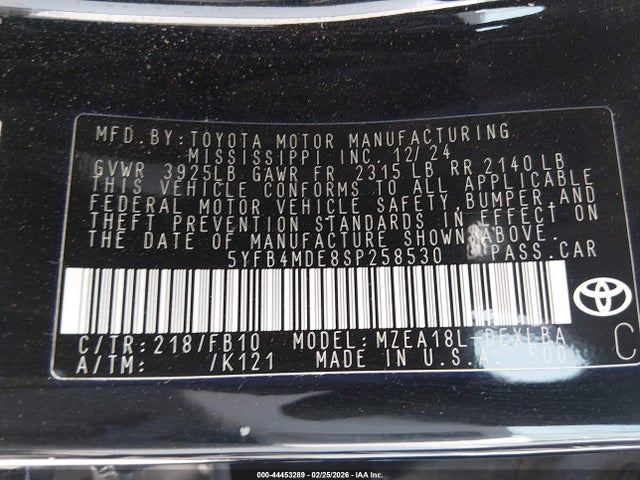 MFD. BY: TOYOTA MOTOR MANUFACTURING
MISSISSIPPI INC. 12/24
GVWR 3925LB GAWR FR 2315 LB RR 2140 LB
THIS VEHICLE CONFORMS TO ALL APPLICABLE
FEDERAL MOTOR VEHICLE SAFETY, BUMPER, AND
THEFT PREVENTION STANDARDS IN EFFECT ON
THE DATE OF MANUFACTURE SHOWN ABOVE.
5YFB4MDE8SP258530 PASS. CAR
C/TR: 218/FB10 MODEL: MZEA18L-DEXLBA
A/TM: /K121 MADE IN U.S.A. 500
C
000-44453289 - 02/25/2026 - IAA Inc.